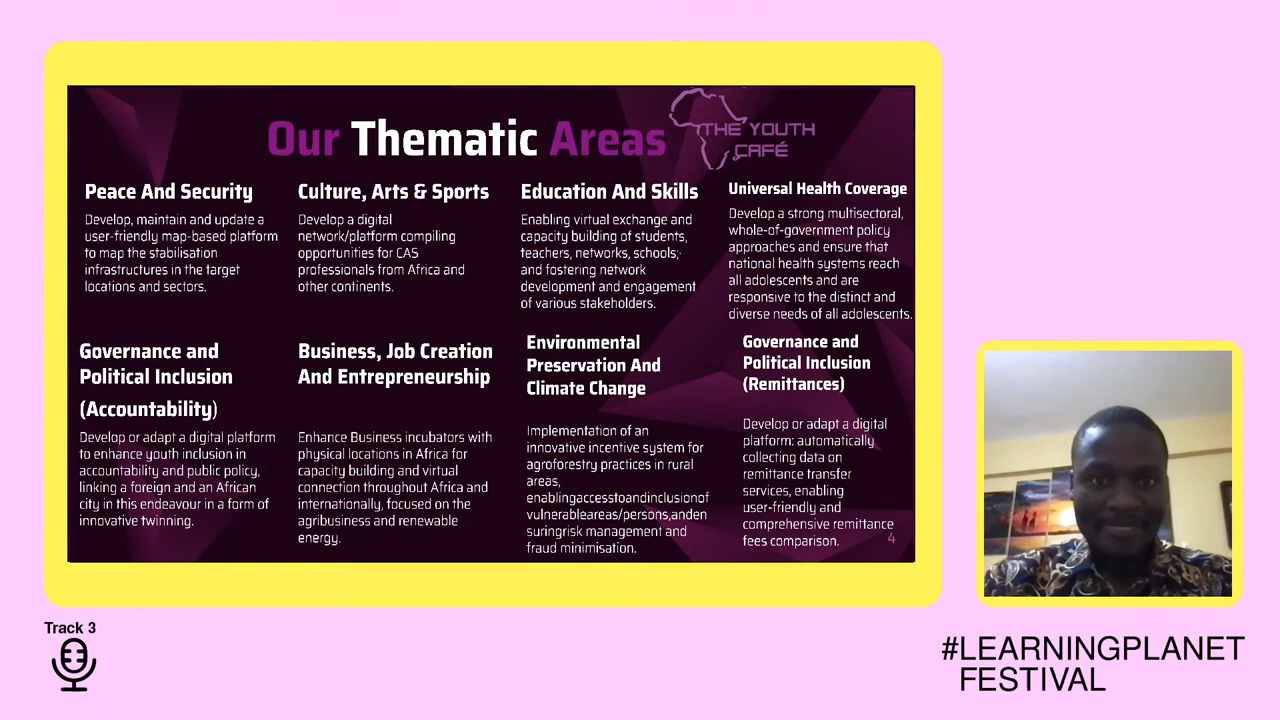 Our Thematic Areas
THE YOUTH
CAFÉ
Peace And Security
Develop, maintain and update a
user-friendly map-based platform
to map the stabilisation
infrastructures in the target
locations and sectors.
Culture, Arts & Sports
Develop a digital
network/platform compiling
opportunities for CAS
professionals from Africa and
other continents.
Education And Skills
Enabling virtual exchange and
capacity building of students,
teachers, networks, schools;
and fostering network
development and engagement
of various stakeholders.
Universal Health Coverage
Develop a strong multisectoral,
whole-of-government policy
approaches and ensure that
national health systems reach
all adolescents and are
responsive to the distinct and
diverse needs of all adolescents.
Governance and
Political Inclusion
(Accountability)
Develop or adapt a digital platform
to enhance youth inclusion in
accountability and public policy,
linking a foreign and an African
city in this endeavour in a form of
innovative twinning.
Business, Job Creation
And Entrepreneurship
Enhance Business incubators with
physical locations in Africa for
capacity building and virtual
connection throughout Africa and
internationally, focused on the
agribusiness and renewable
energy.
Environmental
Preservation And
Climate Change
Implementation of an
innovative incentive system for
agroforestry practices in rural
areas,
enablingaccesstoandinclusionof
vulnerableareas/persons,anden
suringrisk management and
fraud minimisation.
Governance and
Political Inclusion
(Remittances)
Develop or adapt a digital
platform: automatically
collecting data on
remittance transfer
services, enabling
user-friendly and
comprehensive remittance
fees comparison.
4
Track 3
#LEARNINGPLANET
FESTIVAL